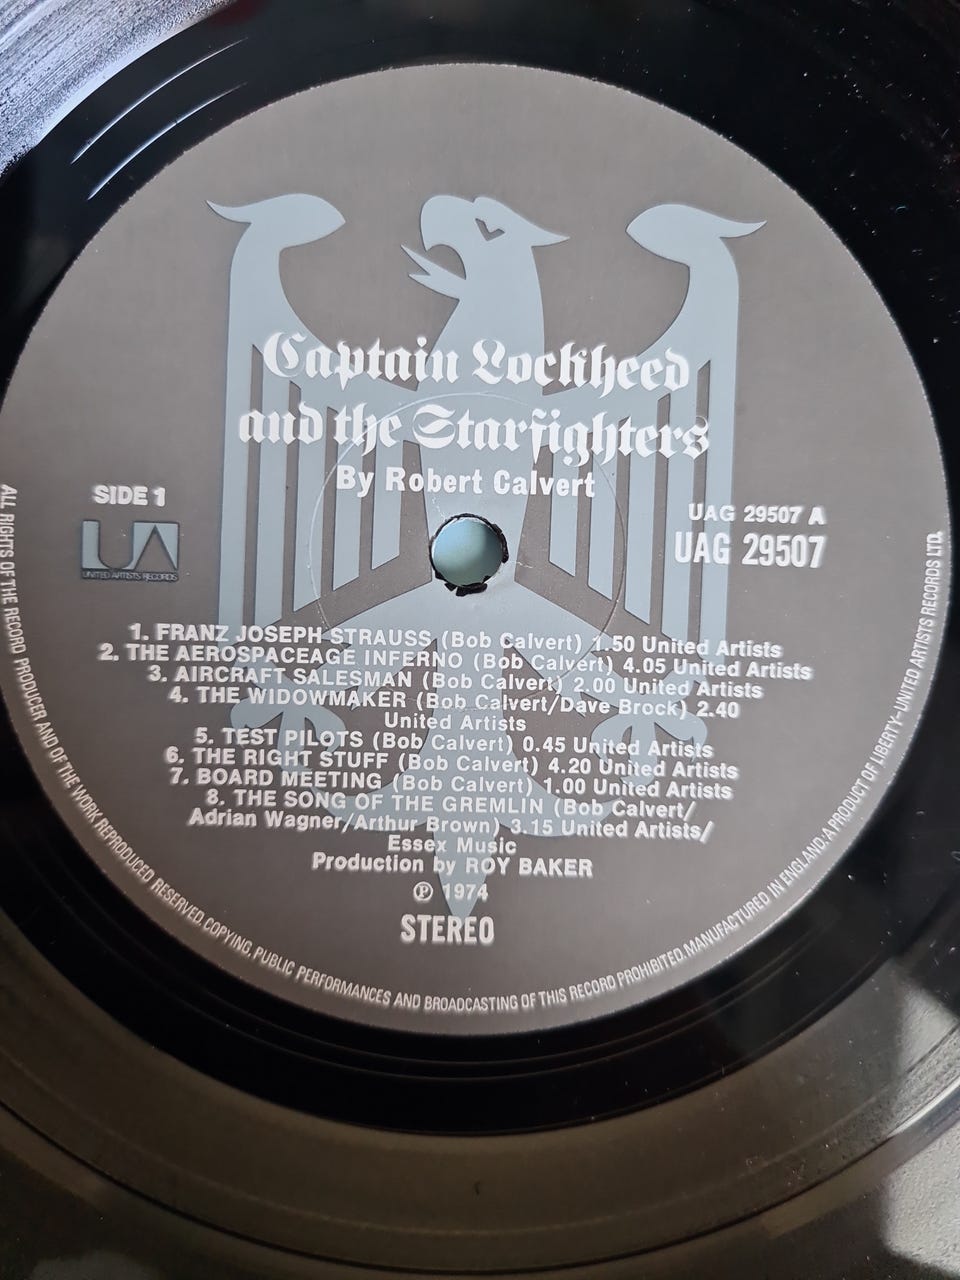 Captain Lockheed
and the Starfighters
By Robert Calvert
SIDE 1
UA
UNITED ARTISTS RECORDS
UAG 29507 A
UAG 29507
1. FRANZ JOSEPH STRAUSS (Bob Calvert) 1.50 United Artists
2. THE AEROSPACEAGE INFERNO (Bob Calvert) 4.05 United Artists
3. AIRCRAFT SALESMAN (Bob Calvert) 2.00 United Artists
4. THE WIDOWMAKER (Bob Calvert/Dave Brock) 2.40
United Artists
5. TEST PILOTS (Bob Calvert) 0.45 United Artists
6. THE RIGHT STUFF (Bob Calvert) 4.20 United Artists
7. BOARD MEETING (Bob Calvert) 1.00 United Artists
8. THE SONG OF THE GREMLIN (Bob Calvert/
Adrian Wagner/Arthur Brown) 3.15 United Artists/
Essex Music
Production by ROY BAKER
℗ 1974
STEREO
ALL RIGHTS OF THE RECORD PRODUCER AND OF THE WORK REPRODUCED RESERVED. COPYING, PUBLIC PERFORMANCES AND BROADCASTING OF THIS RECORD PROHIBITED. MANUFACTURED IN ENGLAND. A PRODUCT OF LIBERTY-UNITED ARTISTS RECORDS LTD.